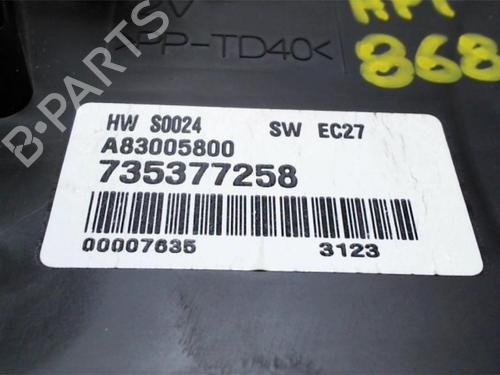 >PP-TD40<
868
HW S0024 SW EC27
A83005800
735377258
00007635 3123
B-PARTS